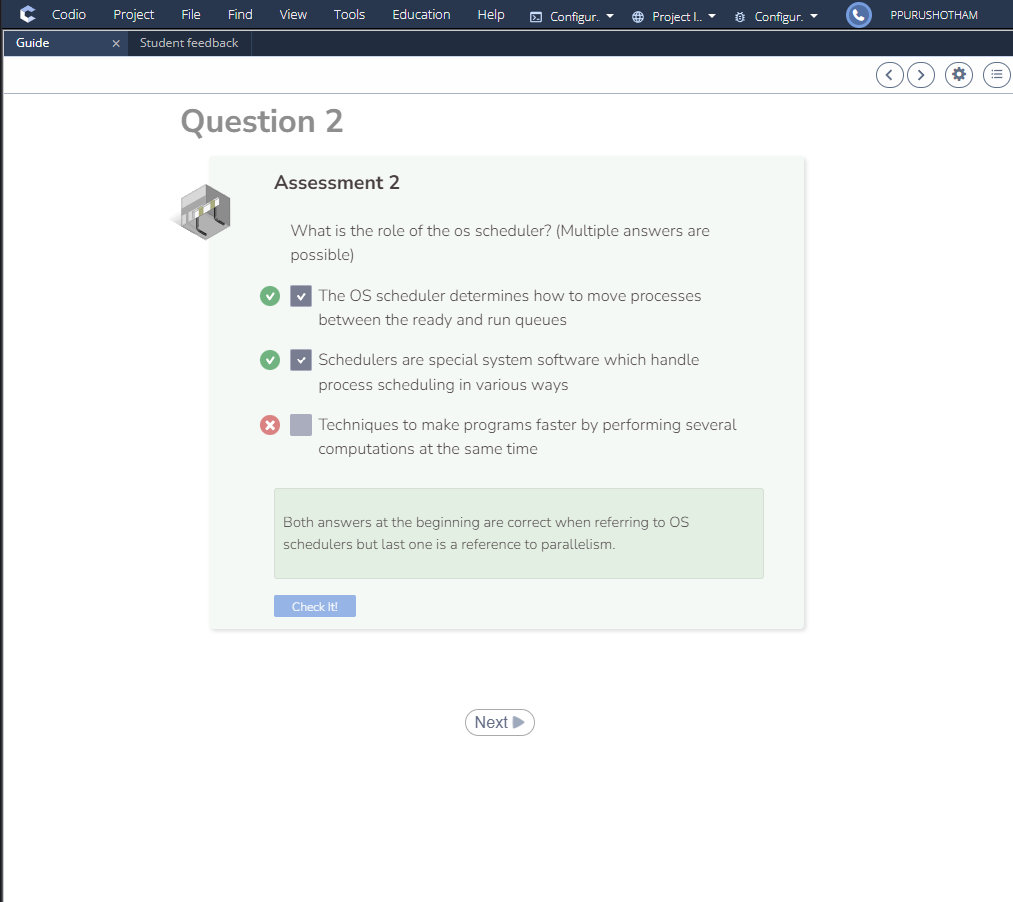 Codio Project File Find View Tools Education Help Configur. Project I.. Configur. PPURUSHOTHAM
Guide × Student feedback
Question 2
Assessment 2
What is the role of the os scheduler? (Multiple answers are
possible)
The OS scheduler determines how to move processes
between the ready and run queues
Schedulers are special system software which handle
process scheduling in various ways
Techniques to make programs faster by performing several
computations at the same time
Both answers at the beginning are correct when referring to OS
schedulers but last one is a reference to parallelism.
Check It!
Next